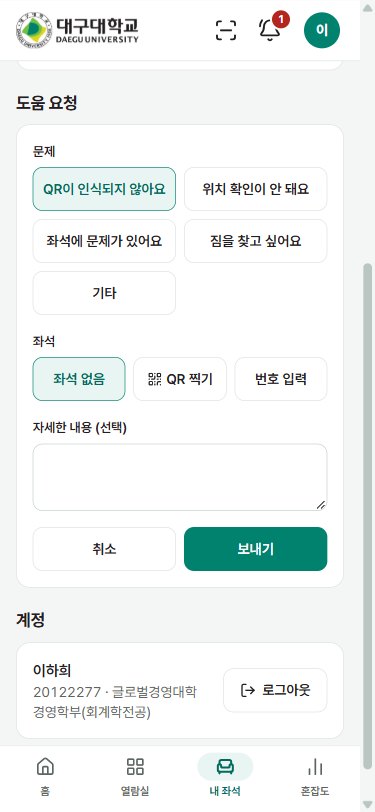 대구대학교
DAEGU UNIVERSITY
1
이
도움 요청
문제
QR이 인식되지 않아요
위치 확인이 안 돼요
좌석에 문제가 있어요
짐을 찾고 싶어요
기타
좌석
좌석 없음
QR 찍기
번호 입력
자세한 내용 (선택)
취소
보내기
계정
이하희
20122277 · 글로벌경영대학
경영학부(회계학전공)
로그아웃
홈
열람실
내 좌석
혼잡도